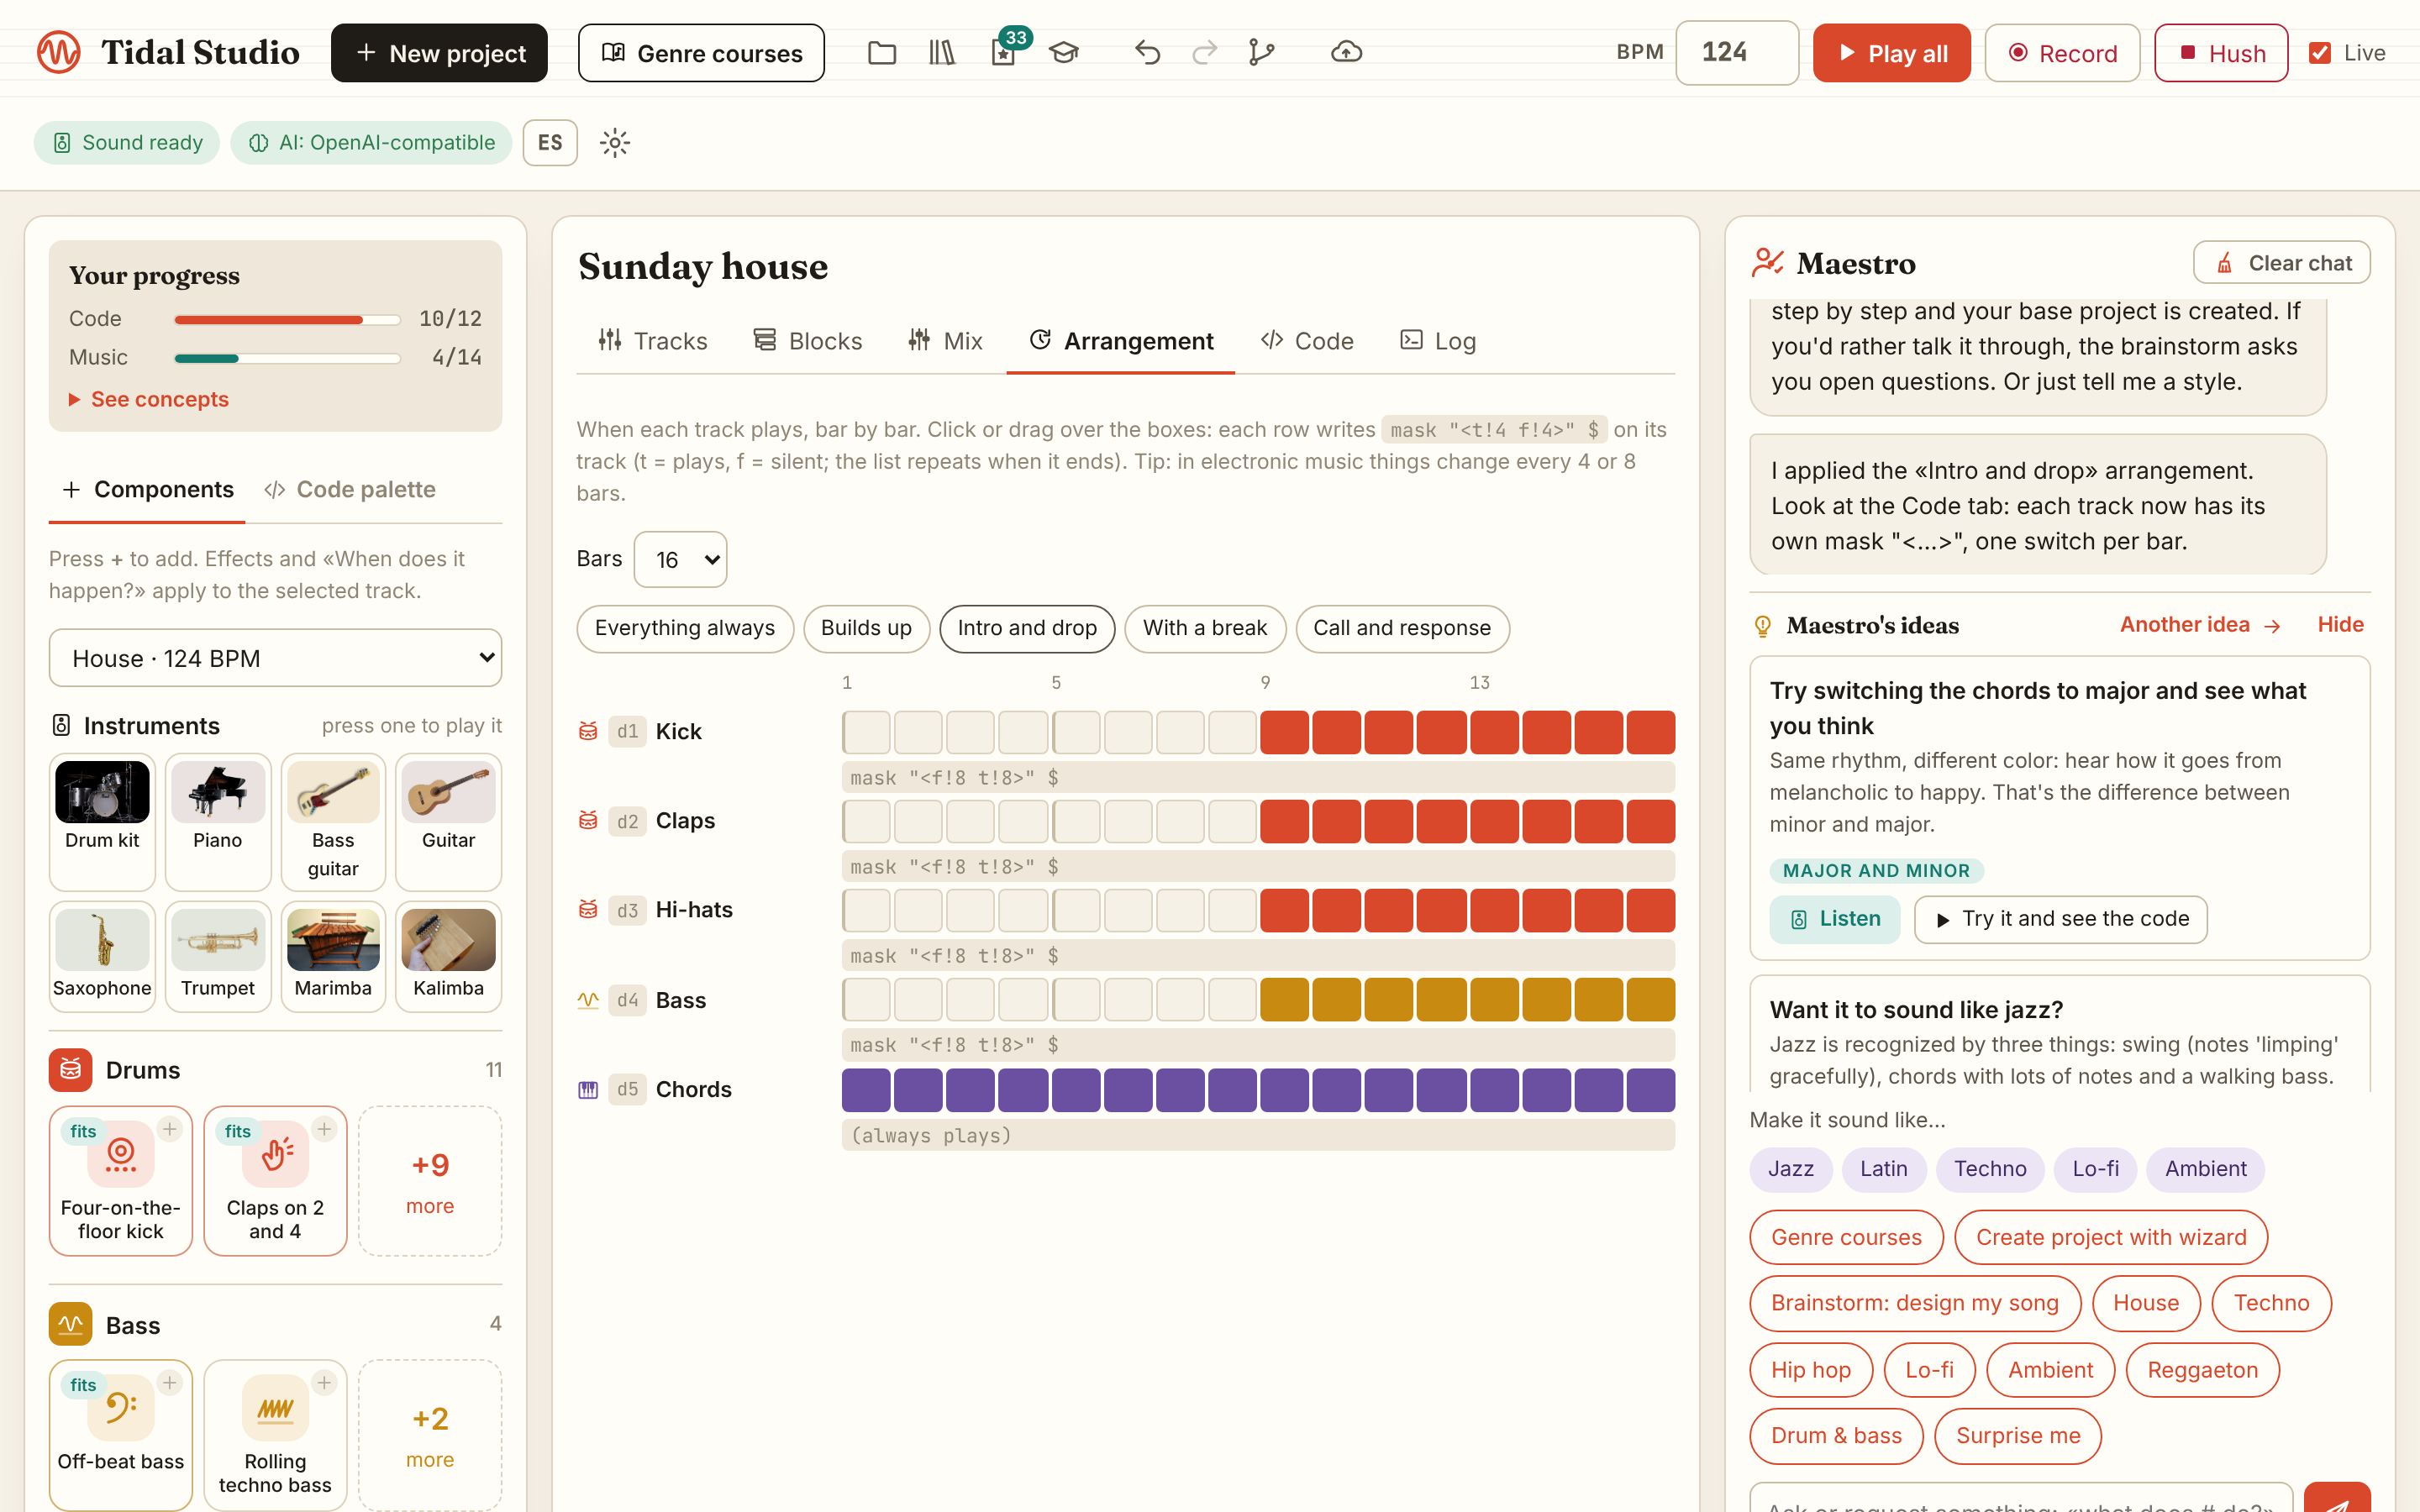 Tidal Studio
+ New project
Genre courses
33
BPM
124
Play all
Record
Hush
Live
Sound ready
AI: OpenAI-compatible
ES
Your progress
Code 10/12
Music 4/14
See concepts
+ Components
Code palette
Press + to add. Effects and «When does it
happen?» apply to the selected track.
House · 124 BPM
Instruments
press one to play it
Drum kit
Piano
Bass
guitar
Guitar
Saxophone
Trumpet
Marimba
Kalimba
Drums
11
fits
Four-on-the-
floor kick
fits
Claps on 2
and 4
+9
more
Bass
4
fits
Off-beat bass
Rolling
techno bass
+2
more
Sunday house
Tracks
Blocks
Mix
Arrangement
Code
Log
When each track plays, bar by bar. Click or drag over the boxes: each row writes mask "<t!4 f!4>" $ on its
track (t = plays, f = silent; the list repeats when it ends). Tip: in electronic music things change every 4 or 8
bars.
Bars
16
Everything always
Builds up
Intro and drop
With a break
Call and response
1
5
9
13
d1 Kick
mask "<f!8 t!8>" $
d2 Claps
mask "<f!8 t!8>" $
d3 Hi-hats
mask "<f!8 t!8>" $
d4 Bass
mask "<f!8 t!8>" $
d5 Chords
(always plays)
Maestro
Clear chat
step by step and your base project is created. If
you'd rather talk it through, the brainstorm asks
you open questions. Or just tell me a style.
I applied the «Intro and drop» arrangement.
Look at the Code tab: each track now has its
own mask "<...>", one switch per bar.
Maestro's ideas
Another idea →
Hide
Try switching the chords to major and see what
you think
Same rhythm, different color: hear how it goes from
melancholic to happy. That's the difference between
minor and major.
MAJOR AND MINOR
Listen
Try it and see the code
Want it to sound like jazz?
Jazz is recognized by three things: swing (notes 'limping'
gracefully), chords with lots of notes and a walking bass.
Make it sound like...
Jazz
Latin
Techno
Lo-fi
Ambient
Genre courses
Create project with wizard
Brainstorm: design my song
House
Techno
Hip hop
Lo-fi
Ambient
Reggaeton
Drum & bass
Surprise me
Ask or request something: «what does # do?»